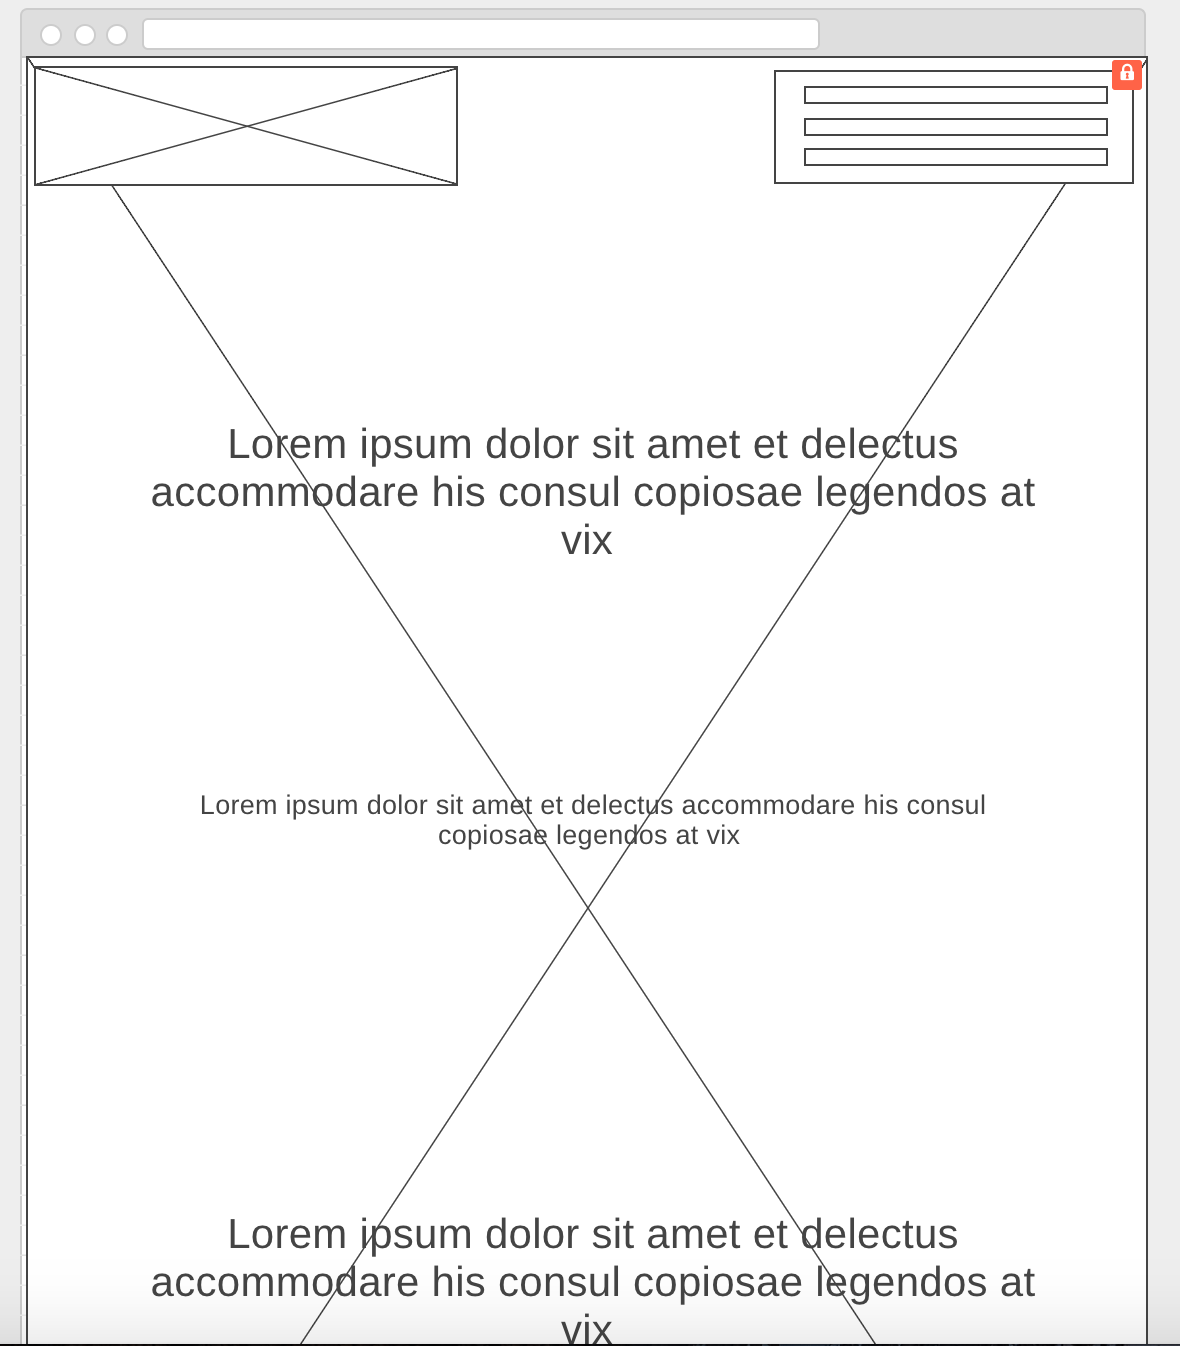 Lorem ipsum dolor sit amet et delectus
accommodare his consul copiosae legendos at
vix
Lorem ipsum dolor sit amet et delectus accommodare his consul
copiosae legendos at vix
Lorem ipsum dolor sit amet et delectus
accommodare his consul copiosae legendos at
vix